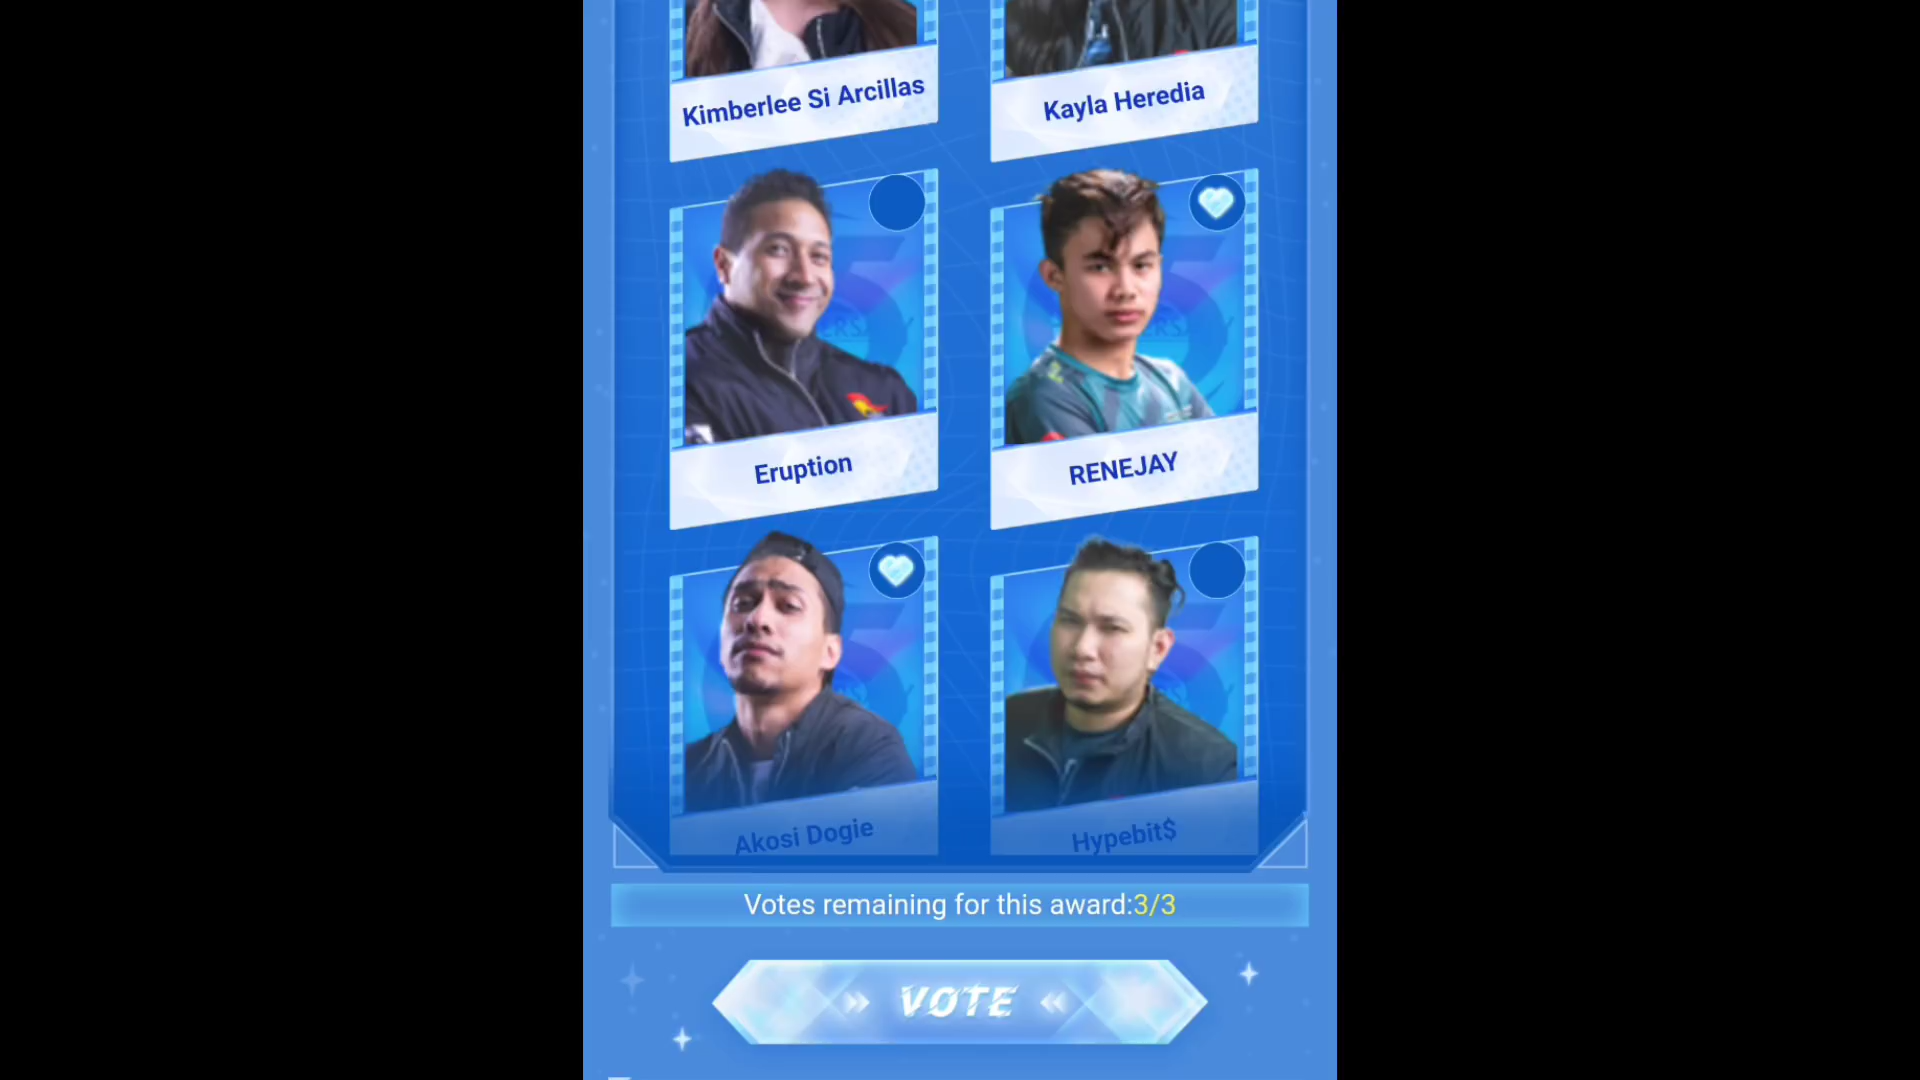 Kimberlee Si Arcillas
Kayla Heredia
Eruption
RENEJAY
Akosi Dogie
Hypebit$
Votes remaining for this award:3/3
VOTE